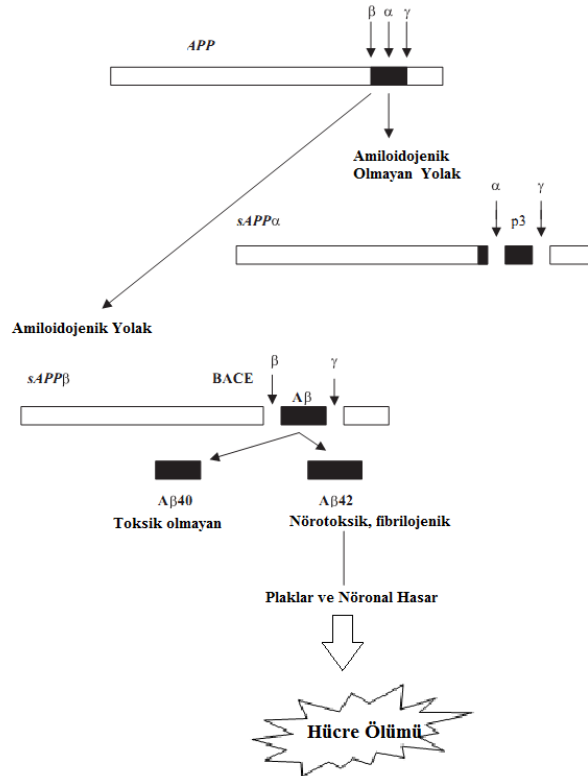 β α γ
APP
Amiloidojenik
Olmayan Yolak
α γ
p3
sAPPα
Amiloidojenik Yolak
β γ
sAPPβ BACE
Aβ
Aβ40 Aβ42
Toksik olmayan Nörotoksik, fibrilojenik
Plaklar ve Nöronal Hasar
Hücre Ölümü